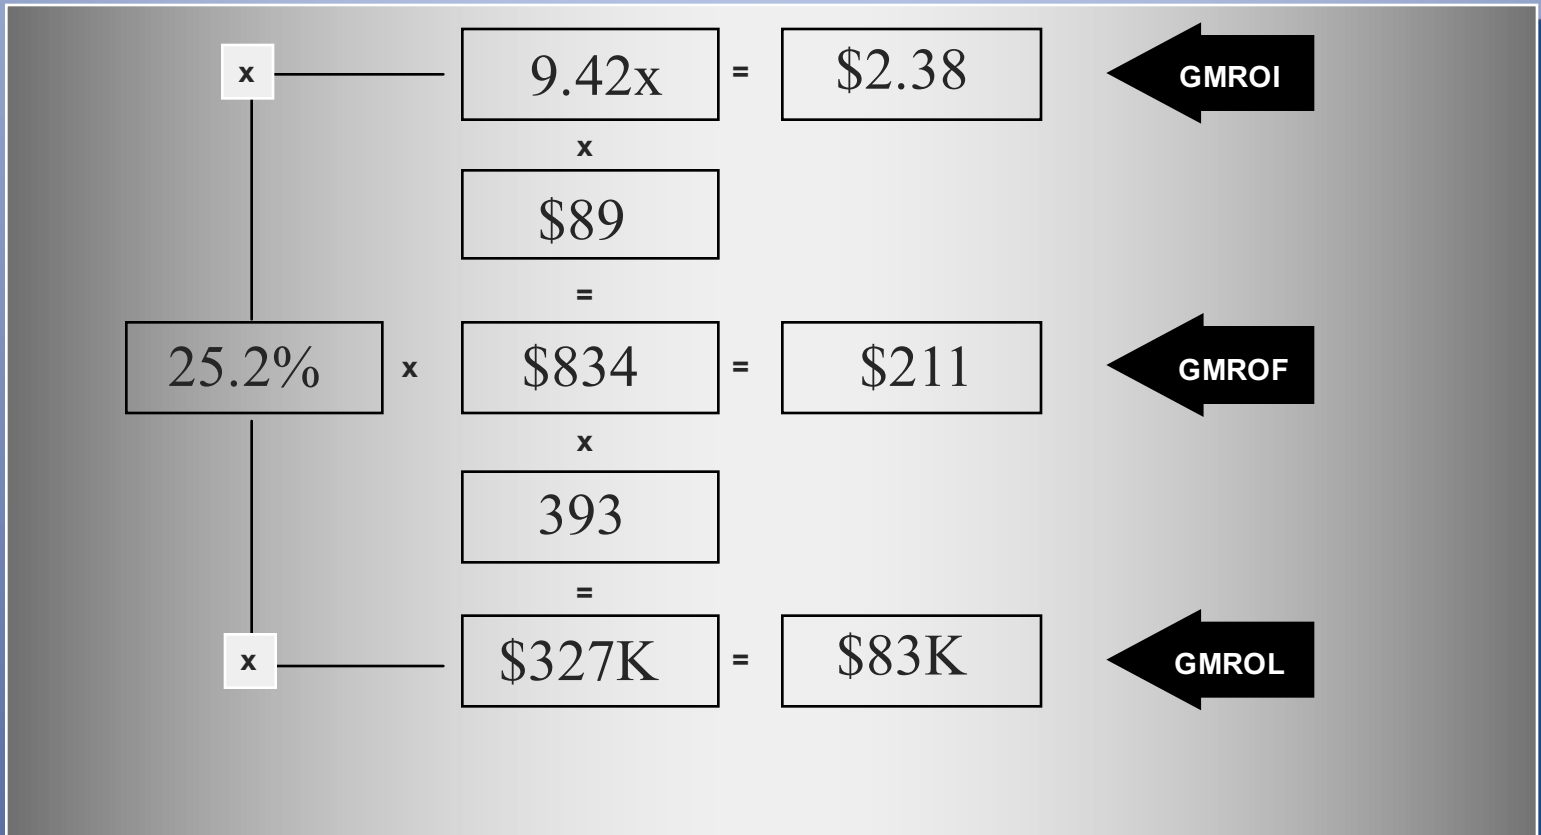 x 9.42x = $2.38 GMROI
x
$89
=
25.2% x $834 = $211 GMROF
x
393
=
x $327K = $83K GMROL